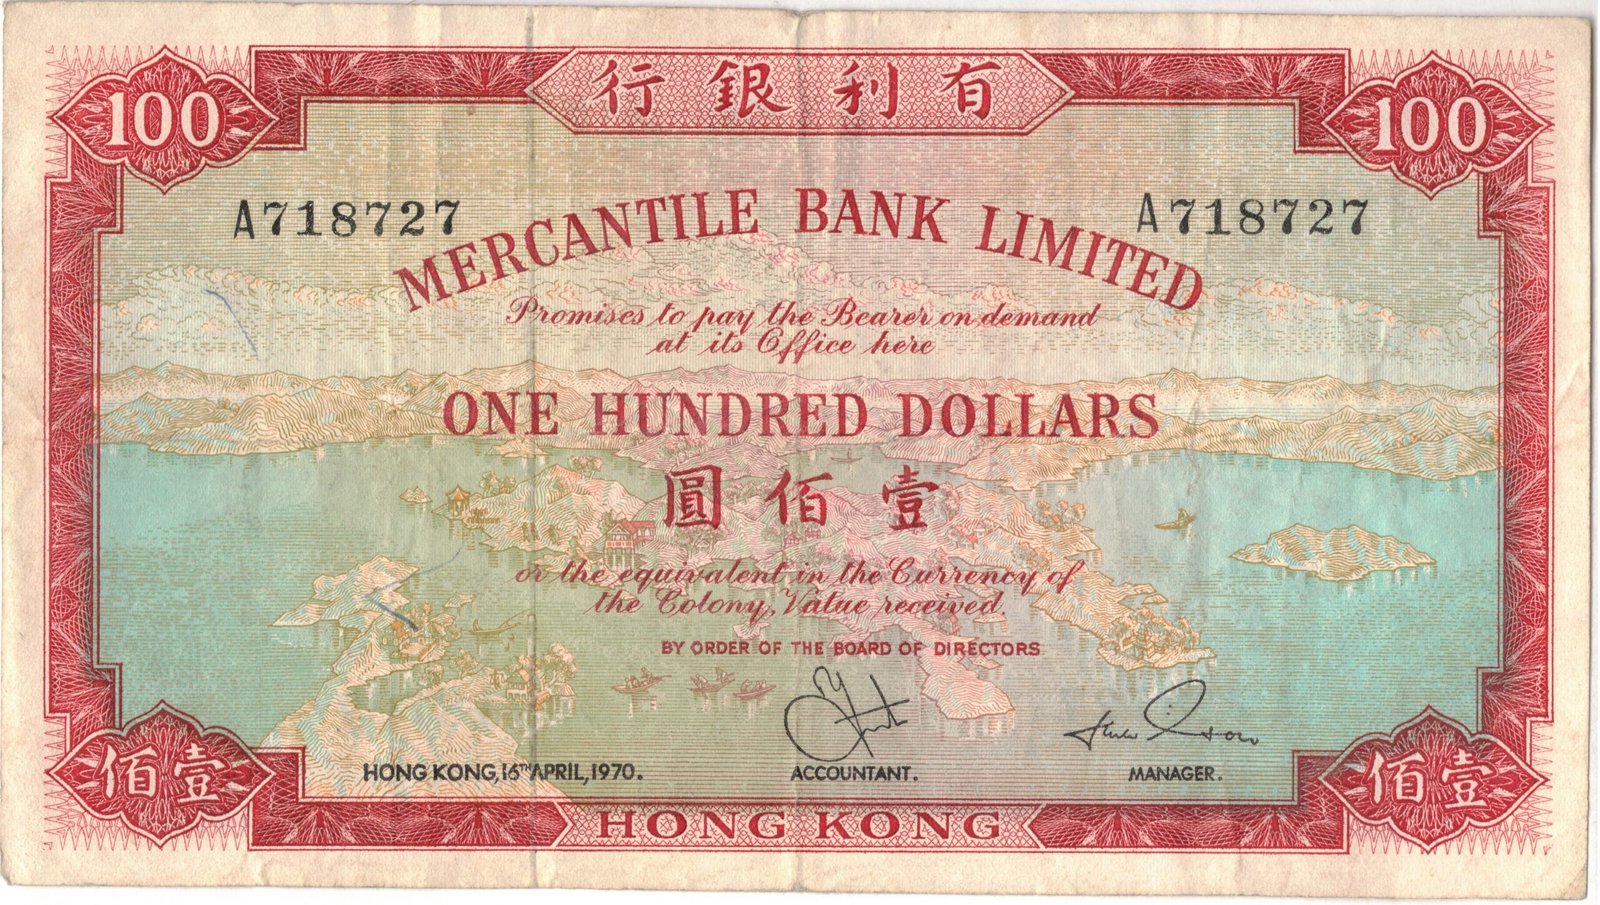 100
行銀利有
100
A718727
A718727
MERCANTILE BANK LIMITED
Promises to pay the Bearer on demand
at its Office here
ONE HUNDRED DOLLARS
圓佰壹
or the equivalent in the Currency of
the Colony, Value received.
BY ORDER OF THE BOARD OF DIRECTORS
HONG KONG, 16TH APRIL, 1970.
ACCOUNTANT.
MANAGER.
佰壹
HONG KONG
佰壹